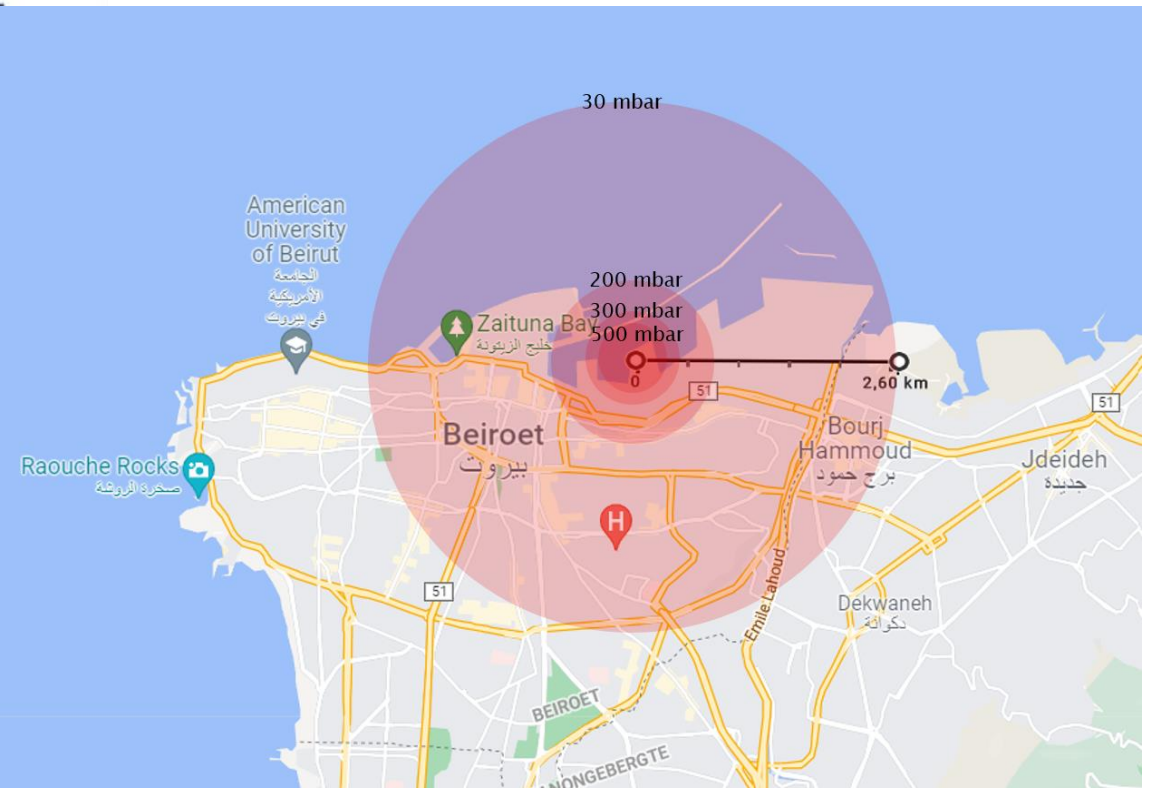 30 mbar
American
University
of Beirut
الجامعة
الأمريكية
في بيروت
200 mbar
300 mbar
500 mbar
Zaituna Bay
خليج الزيتونة
0
2,60 km
51
51
Beiroet
بيروت
Bourj
Hammoud
برج حمود
Jdeideh
جديدة
Raouche Rocks
صخرة الروشة
H
51
Emile Lahoud
Dekwaneh
دكوانة
BEIROET
NONGEBERGTE